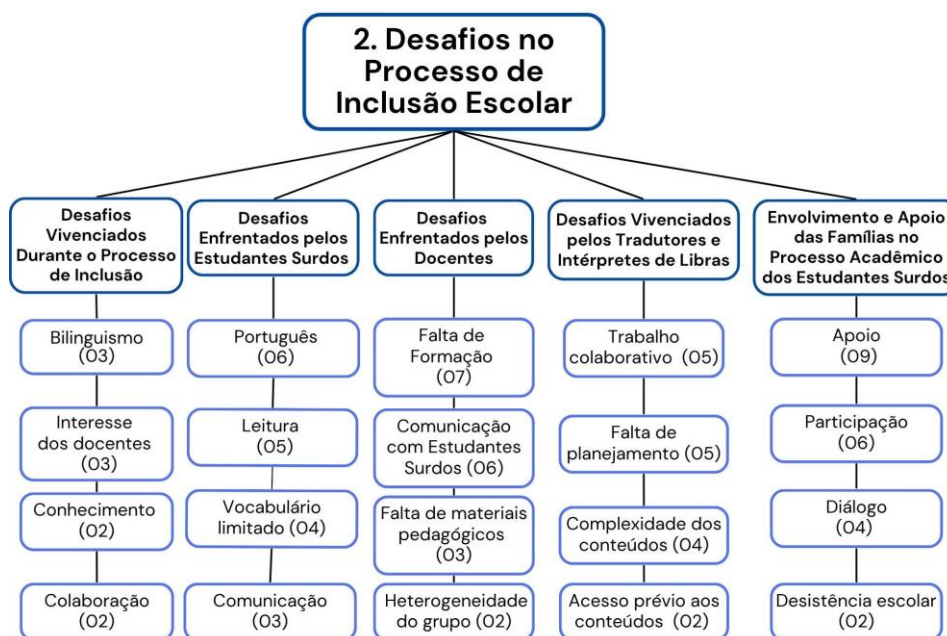 2. Desafios no
Processo de
Inclusão Escolar
Desafios
Vivenciados
Durante o Processo
de Inclusão
Bilinguismo
(03)
Interesse
dos docentes
(03)
Conhecimento
(02)
Colaboração
(02)
Desafios
Enfrentados pelos
Estudantes Surdos
Português
(06)
Leitura
(05)
Vocabulário
limitado (04)
Comunicação
(03)
Desafios
Enfrentados pelos
Docentes
Falta de
Formação
(07)
Comunicação
com Estudantes
Surdos (06)
Falta de materiais
pedagógicos
(03)
Heterogeneidade
do grupo (02)
Desafios Vivenciados
pelos Tradutores e
Intérpretes de Libras
Trabalho
colaborativo (05)
Falta de
planejamento (05)
Complexidade dos
conteúdos (04)
Acesso prévio aos
conteúdos (02)
Envolvimento e Apoio
das Famílias no
Processo Acadêmico
dos Estudantes Surdos
Apoio
(09)
Participação
(06)
Diálogo
(04)
Desistência escolar
(02)